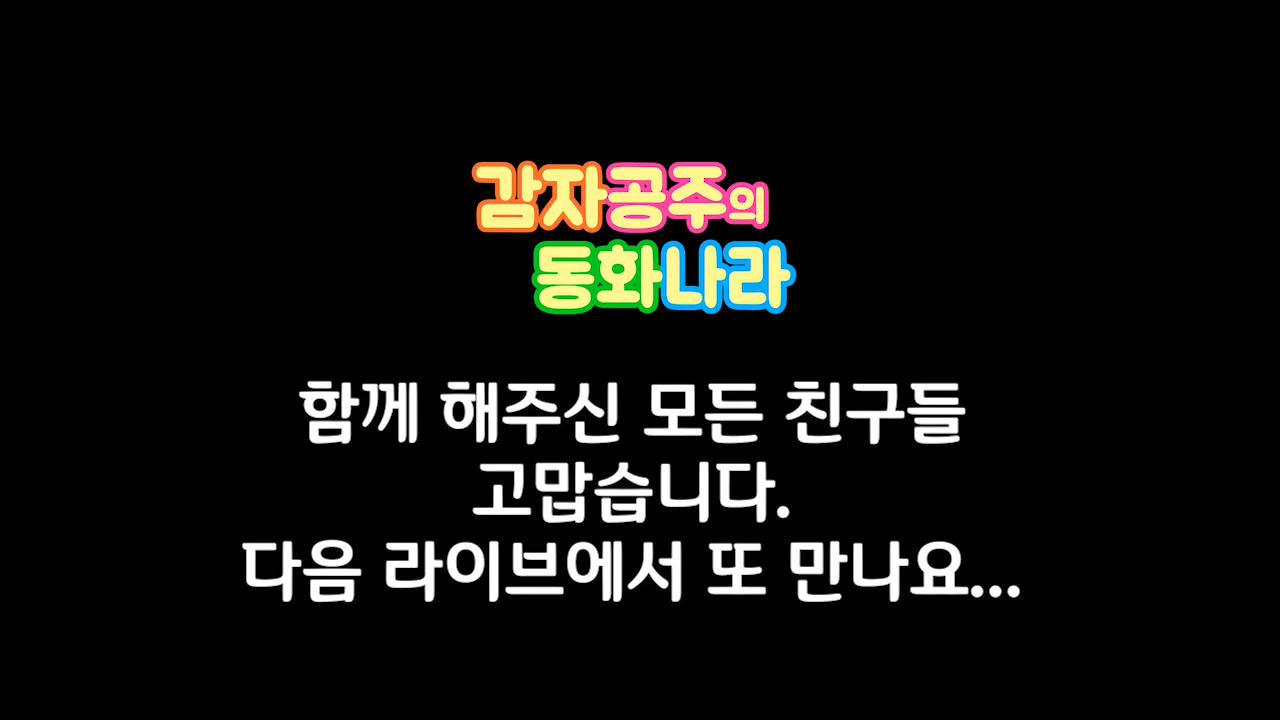 감자공주의
동화나라
함께 해주신 모든 친구들
고맙습니다.
다음 라이브에서 또 만나요...